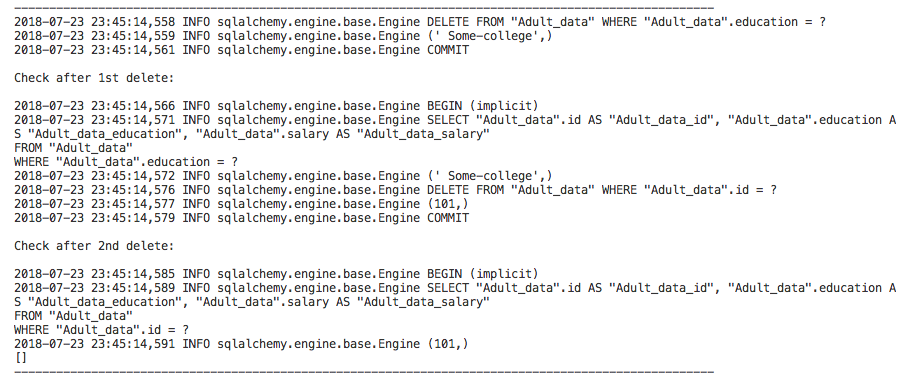 ----------------------------------------------------------------------------------------------------
2018-07-23 23:45:14,558 INFO sqlalchemy.engine.base.Engine DELETE FROM "Adult_data" WHERE "Adult_data".education = ?
2018-07-23 23:45:14,559 INFO sqlalchemy.engine.base.Engine (' Some-college',)
2018-07-23 23:45:14,561 INFO sqlalchemy.engine.base.Engine COMMIT
Check after 1st delete:
2018-07-23 23:45:14,566 INFO sqlalchemy.engine.base.Engine BEGIN (implicit)
2018-07-23 23:45:14,571 INFO sqlalchemy.engine.base.Engine SELECT "Adult_data".id AS "Adult_data_id", "Adult_data".education A
S "Adult_data_education", "Adult_data".salary AS "Adult_data_salary"
FROM "Adult_data"
WHERE "Adult_data".education = ?
2018-07-23 23:45:14,572 INFO sqlalchemy.engine.base.Engine (' Some-college',)
2018-07-23 23:45:14,576 INFO sqlalchemy.engine.base.Engine DELETE FROM "Adult_data" WHERE "Adult_data".id = ?
2018-07-23 23:45:14,577 INFO sqlalchemy.engine.base.Engine (101,)
2018-07-23 23:45:14,579 INFO sqlalchemy.engine.base.Engine COMMIT
Check after 2nd delete:
2018-07-23 23:45:14,585 INFO sqlalchemy.engine.base.Engine BEGIN (implicit)
2018-07-23 23:45:14,589 INFO sqlalchemy.engine.base.Engine SELECT "Adult_data".id AS "Adult_data_id", "Adult_data".education A
S "Adult_data_education", "Adult_data".salary AS "Adult_data_salary"
FROM "Adult_data"
WHERE "Adult_data".id = ?
2018-07-23 23:45:14,591 INFO sqlalchemy.engine.base.Engine (101,)
[]
----------------------------------------------------------------------------------------------------